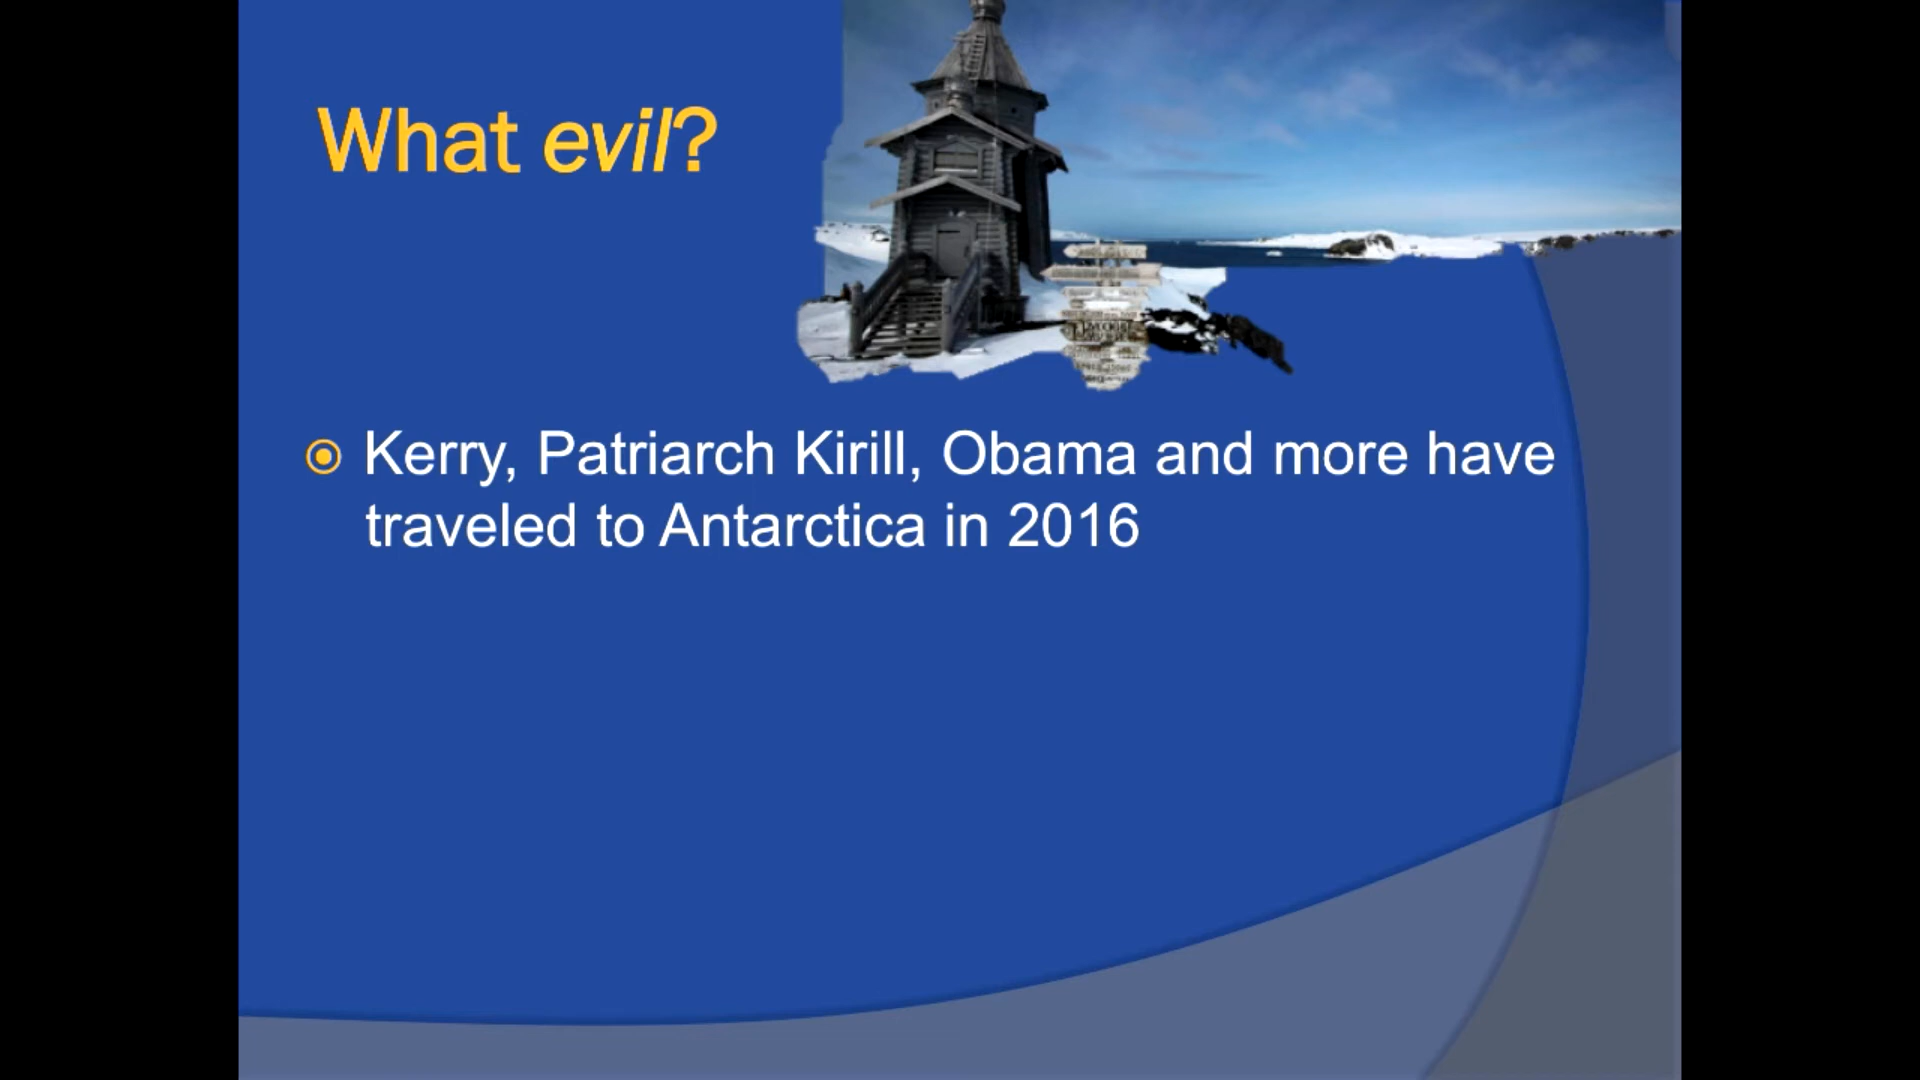 What evil?
Kerry, Patriarch Kirill, Obama and more have
traveled to Antarctica in 2016